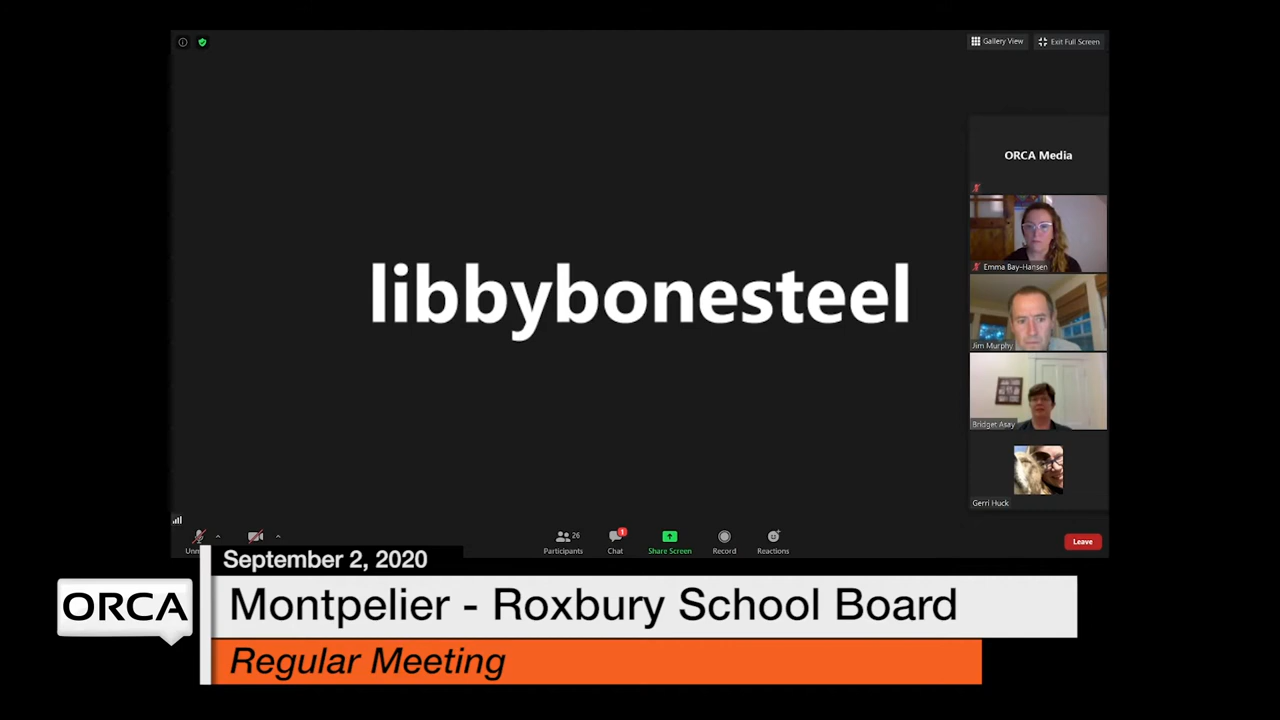 Gallery View
Exit Full Screen
ORCA Media
Emma Bay-Hansen
Jim Murphy
Bridget Asay
Gerri Huck
libbybonesteel
26
Participants
1
Chat
Share Screen
Record
Reactions
Leave
September 2, 2020
ORCA
Montpelier - Roxbury School Board
Regular Meeting